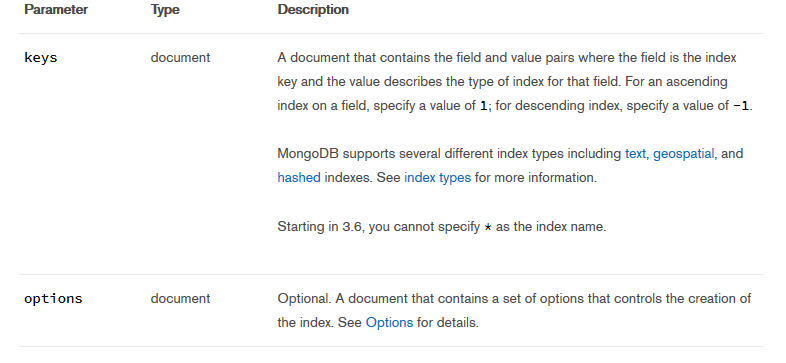 Parameter Type Description
keys document A document that contains the field and value pairs where the field is the index
key and the value describes the type of index for that field. For an ascending
index on a field, specify a value of 1; for descending index, specify a value of -1.
MongoDB supports several different index types including text, geospatial, and
hashed indexes. See index types for more information.
Starting in 3.6, you cannot specify * as the index name.
options document Optional. A document that contains a set of options that controls the creation of
the index. See Options for details.